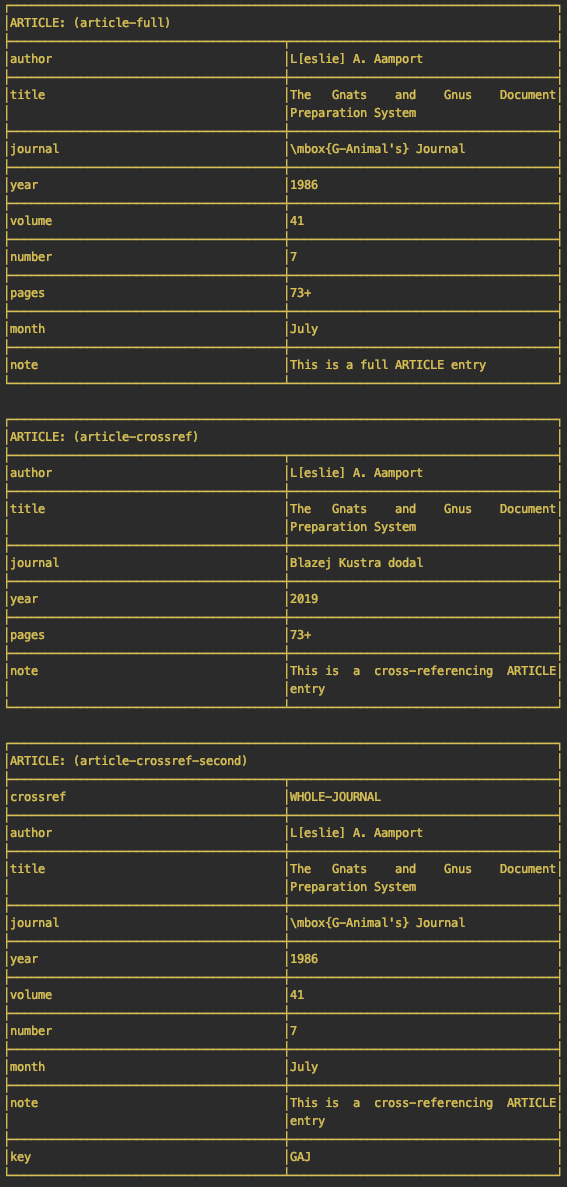 ARTICLE: (article-full)
author L[eslie] A. Aamport
title The Gnats and Gnus Document
Preparation System
journal \mbox{G-Animal's} Journal
year 1986
volume 41
number 7
pages 73+
month July
note This is a full ARTICLE entry
ARTICLE: (article-crossref)
author L[eslie] A. Aamport
title The Gnats and Gnus Document
Preparation System
journal Blazej Kustra dodal
year 2019
pages 73+
note This is a cross-referencing ARTICLE
entry
ARTICLE: (article-crossref-second)
crossref WHOLE-JOURNAL
author L[eslie] A. Aamport
title The Gnats and Gnus Document
Preparation System
journal \mbox{G-Animal's} Journal
year 1986
volume 41
number 7
month July
note This is a cross-referencing ARTICLE
entry
key GAJ